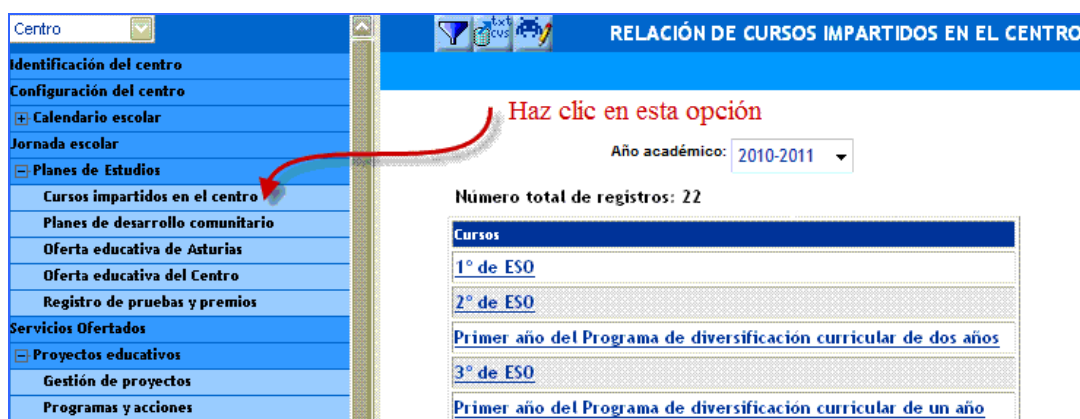 Centro
Identificación del centro
Configuración del centro
Calendario escolar
Jornada escolar
Planes de Estudios
Cursos impartidos en el centro
Planes de desarrollo comunitario
Oferta educativa de Asturias
Oferta educativa del Centro
Registro de pruebas y premios
Servicios Ofertados
Proyectos educativos
Gestión de proyectos
Programas y acciones
txt
cvs
RELACIÓN DE CURSOS IMPARTIDOS EN EL CENTRO
Haz clic en esta opción
Año académico: 2010-2011
Número total de registros: 22
Cursos
1° de ESO
2° de ESO
Primer año del Programa de diversificación curricular de dos años
3° de ESO
Primer año del Programa de diversificación curricular de un año